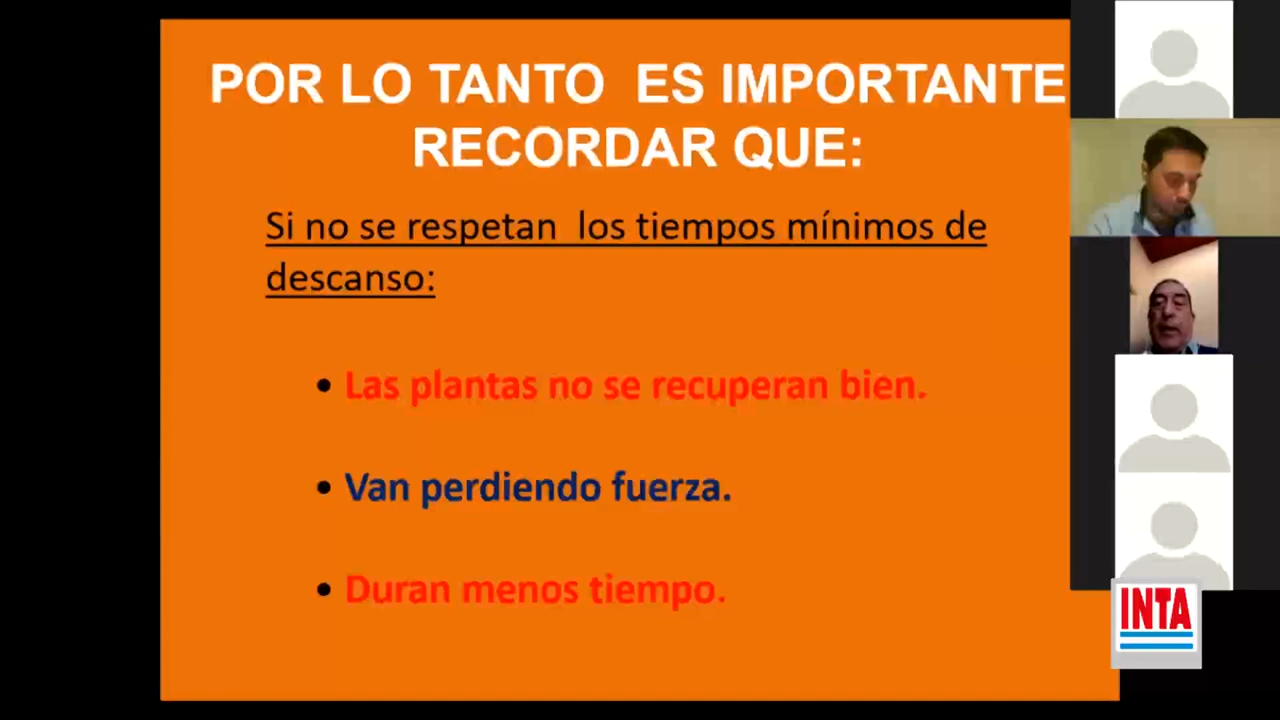 POR LO TANTO ES IMPORTANTE
RECORDAR QUE:
Si no se respetan los tiempos mínimos de
descanso:
• Las plantas no se recuperan bien.
• Van perdiendo fuerza.
• Duran menos tiempo.
INTA